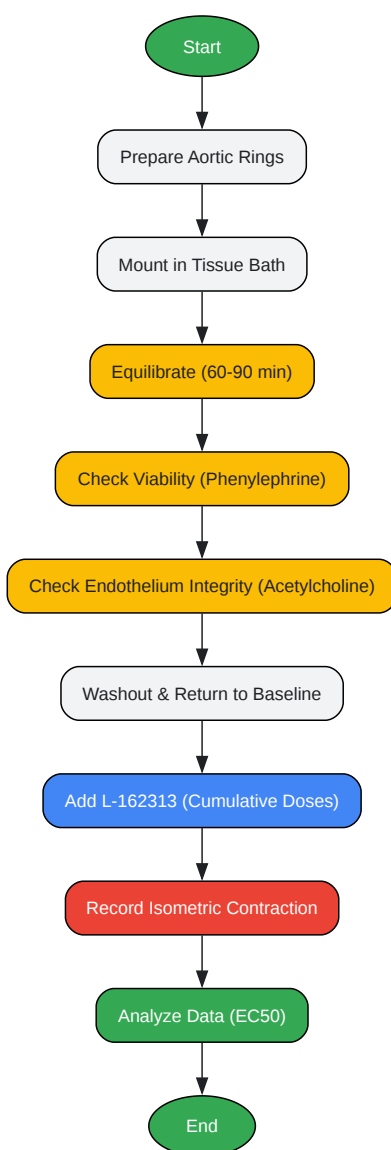 Start
Prepare Aortic Rings
Mount in Tissue Bath
Equilibrate (60-90 min)
Check Viability (Phenylephrine)
Check Endothelium Integrity (Acetylcholine)
Washout & Return to Baseline
Add L-162313 (Cumulative Doses)
Record Isometric Contraction
Analyze Data (EC50)
End